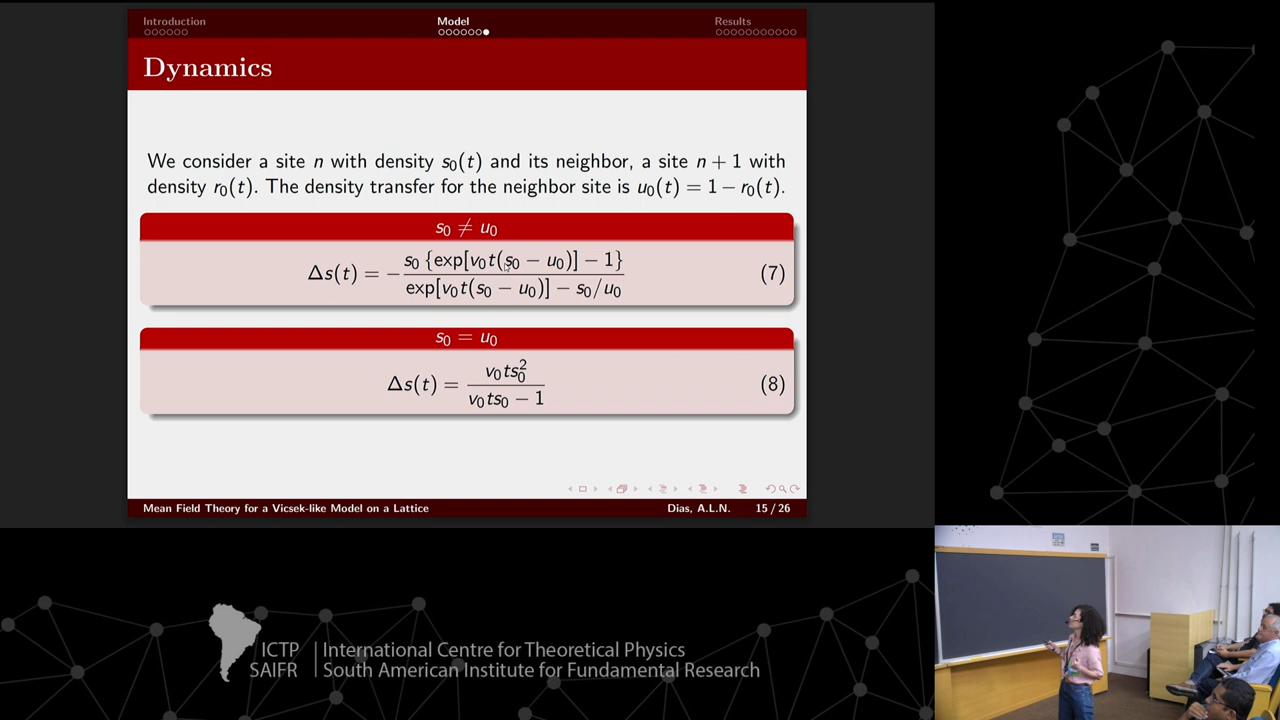 Introduction Model Results
Dynamics
We consider a site n with density s₀(t) and its neighbor, a site n + 1 with
density r₀(t). The density transfer for the neighbor site is u₀(t) = 1 − r₀(t).
s₀ ≠ u₀
Δs(t) = − s₀ {exp[v₀t(s₀ − u₀)] − 1} / exp[v₀t(s₀ − u₀)] − s₀/u₀ (7)
s₀ = u₀
Δs(t) = v₀ts₀² / v₀ts₀ − 1 (8)
Mean Field Theory for a Vicsek-like Model on a Lattice Dias, A.L.N. 15 / 26
ICTP International Centre for Theoretical Physics
SAIFR South American Institute for Fundamental Research